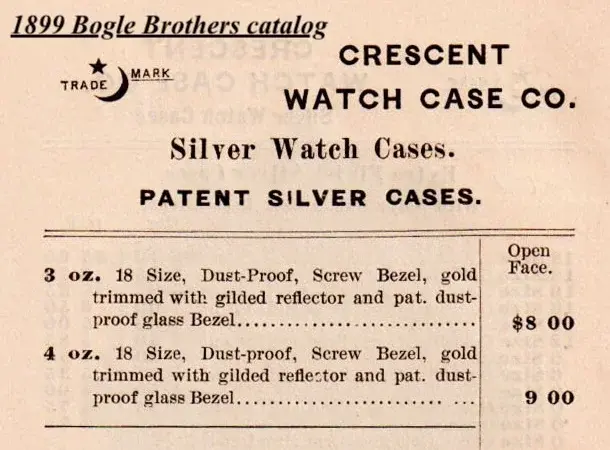 1899 Bogle Brothers catalog
TRADE MARK
CRESCENT
WATCH CASE CO.
Silver Watch Cases.
PATENT SILVER CASES.
Open
Face.
3 oz. 18 Size, Dust-Proof, Screw Bezel, gold
trimmed with gilded reflector and pat. dust-
proof glass Bezel............................ $8 00
4 oz. 18 Size, Dust-proof, Screw Bezel, gold
trimmed with gilded reflector and pat. dust-
proof glass Bezel..................... ... 9 00